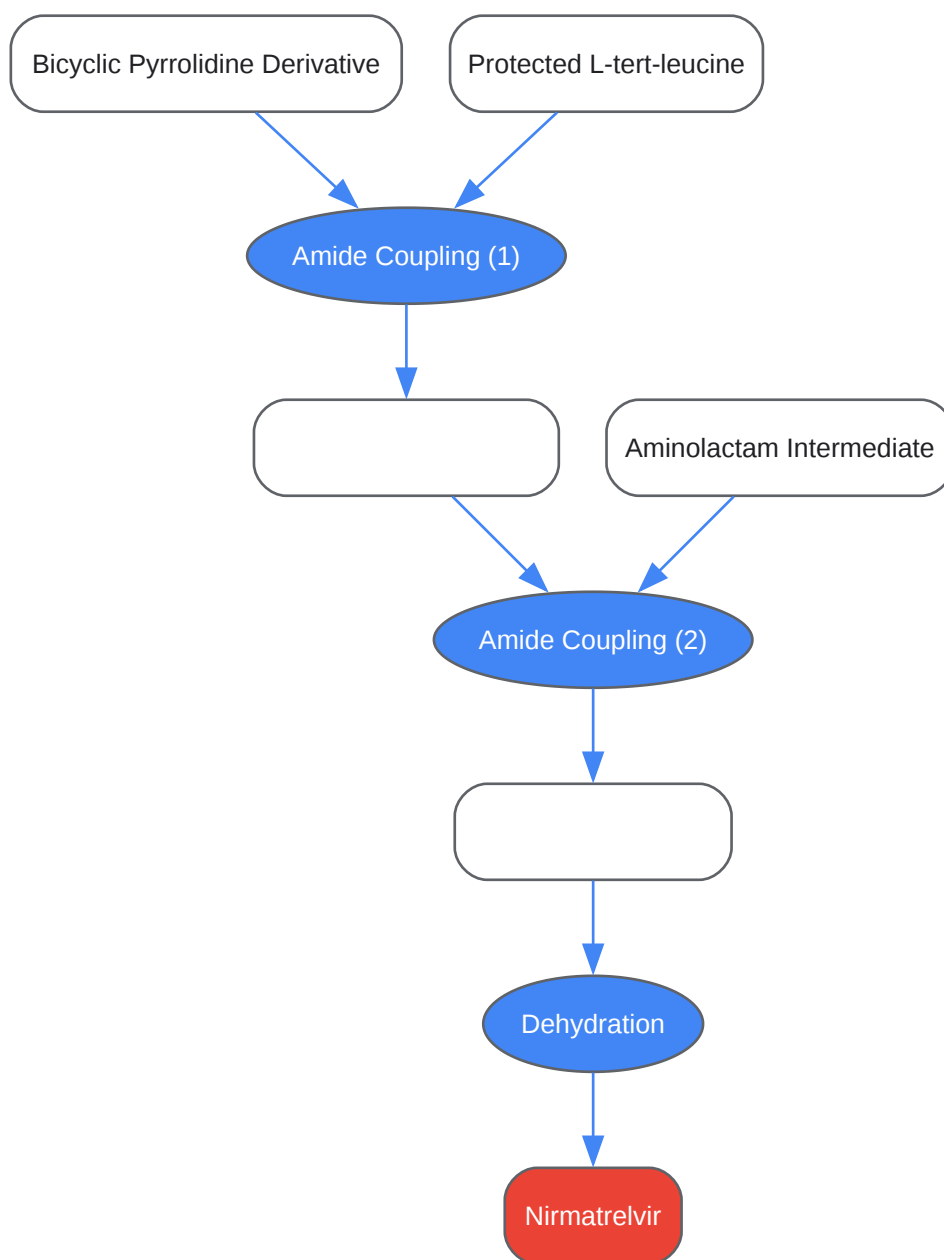 Bicyclic Pyrrolidine Derivative
Protected L-tert-leucine
Amide Coupling (1)
Aminolactam Intermediate
Amide Coupling (2)
Dehydration
Nirmatrelvir